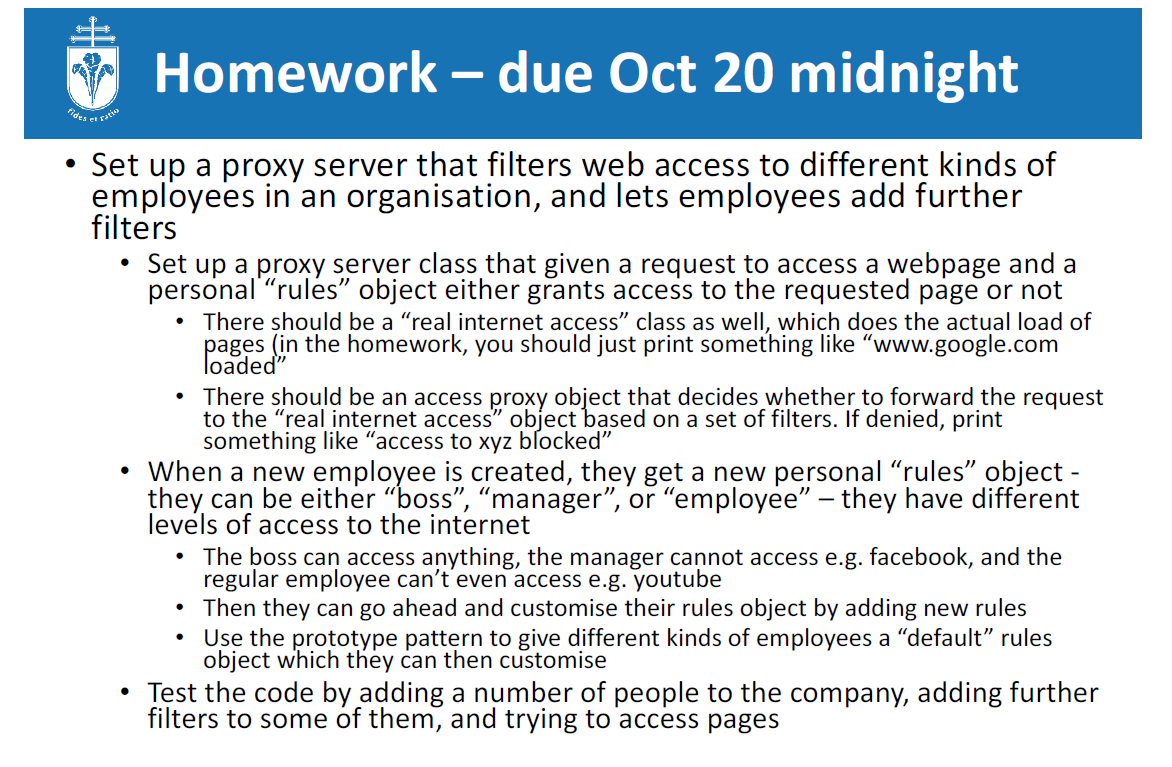 fides et ratio
Homework – due Oct 20 midnight
• Set up a proxy server that filters web access to different kinds of
employees in an organisation, and lets employees add further
filters
• Set up a proxy server class that given a request to access a webpage and a
personal “rules” object either grants access to the requested page or not
• There should be a “real internet access” class as well, which does the actual load of
pages (in the homework, you should just print something like “www.google.com
loaded”
• There should be an access proxy object that decides whether to forward the request
to the “real internet access” object based on a set of filters. If denied, print
something like “access to xyz blocked”
• When a new employee is created, they get a new personal “rules” object -
they can be either “boss”, “manager”, or “employee” – they have different
levels of access to the internet
• The boss can access anything, the manager cannot access e.g. facebook, and the
regular employee can’t even access e.g. youtube
• Then they can go ahead and customise their rules object by adding new rules
• Use the prototype pattern to give different kinds of employees a “default” rules
object which they can then customise
• Test the code by adding a number of people to the company, adding further
filters to some of them, and trying to access pages